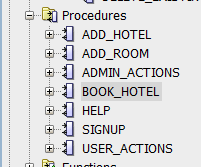 Procedures
ADD_HOTEL
ADD_ROOM
ADMIN_ACTIONS
BOOK_HOTEL
HELP
SIGNUP
USER_ACTIONS
Functions